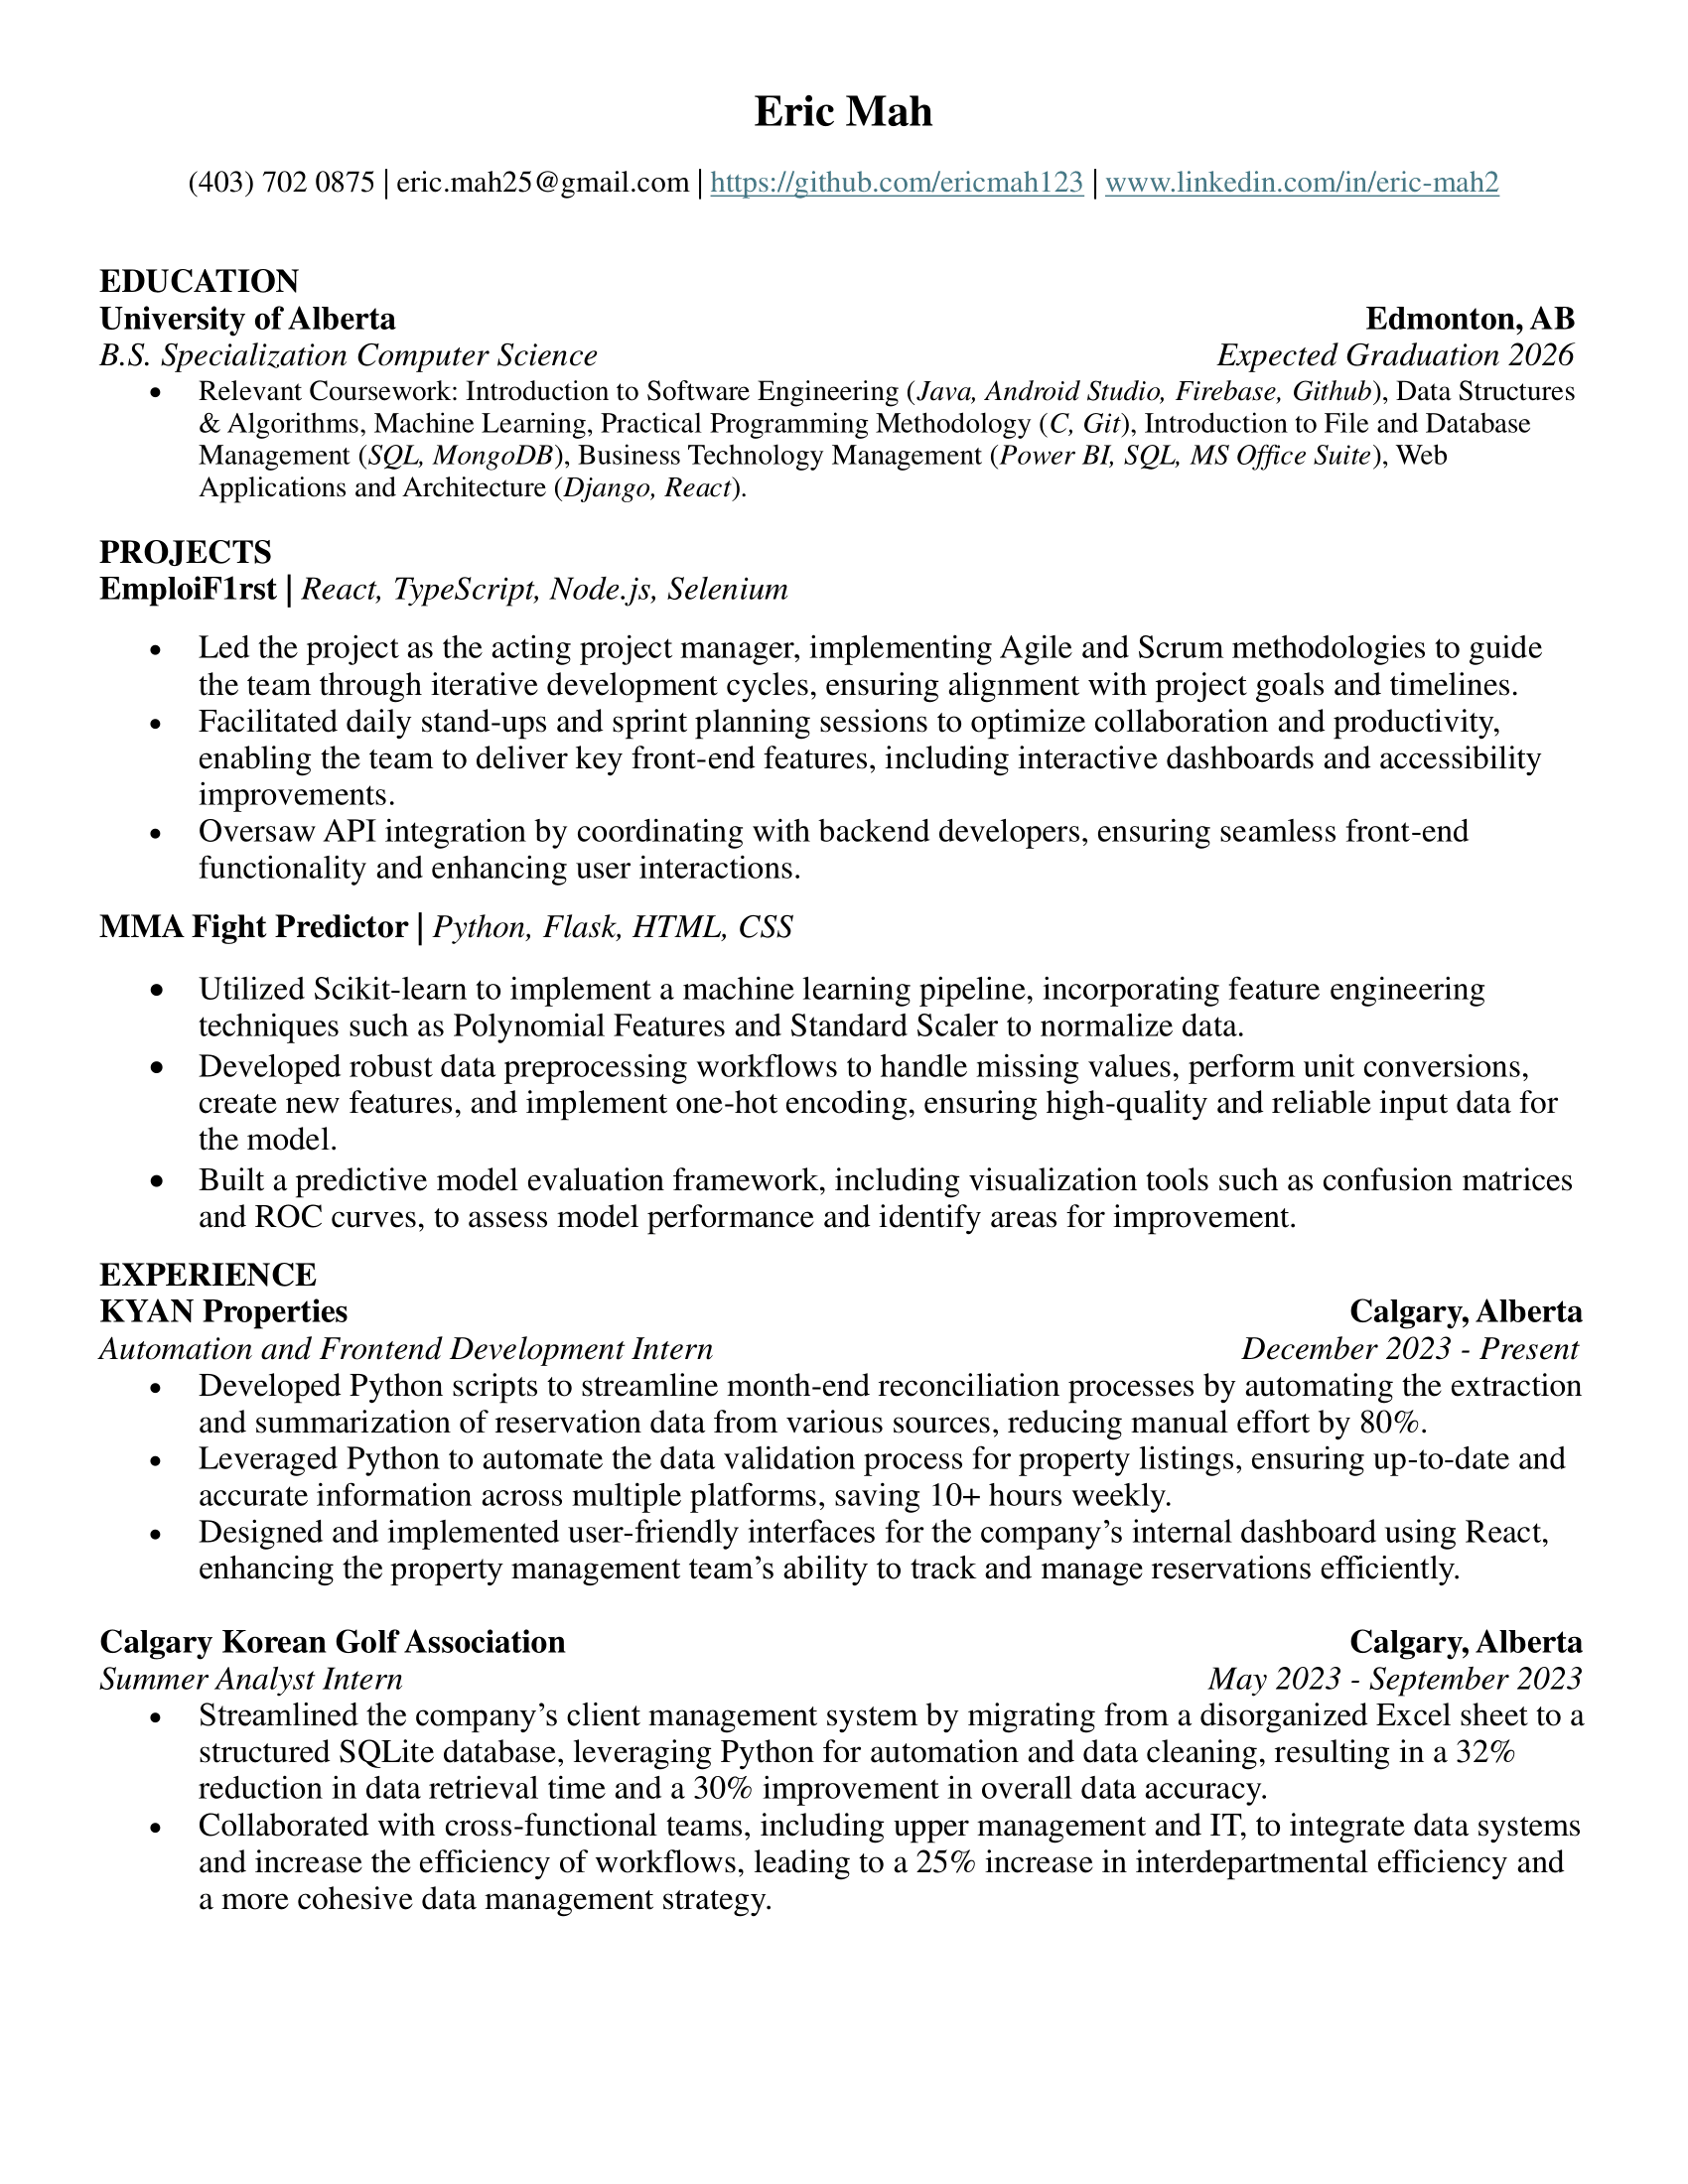 Eric Mah
(403) 702 0875 | eric.mah25@gmail.com | https://github.com/ericmah123 | www.linkedin.com/in/eric-mah2
EDUCATION
University of Alberta Edmonton, AB
B.S. Specialization Computer Science Expected Graduation 2026
• Relevant Coursework: Introduction to Software Engineering (Java, Android Studio, Firebase, Github), Data Structures
& Algorithms, Machine Learning, Practical Programming Methodology (C, Git), Introduction to File and Database
Management (SQL, MongoDB), Business Technology Management (Power BI, SQL, MS Office Suite), Web
Applications and Architecture (Django, React).
PROJECTS
EmploiF1rst | React, TypeScript, Node.js, Selenium
• Led the project as the acting project manager, implementing Agile and Scrum methodologies to guide
the team through iterative development cycles, ensuring alignment with project goals and timelines.
• Facilitated daily stand-ups and sprint planning sessions to optimize collaboration and productivity,
enabling the team to deliver key front-end features, including interactive dashboards and accessibility
improvements.
• Oversaw API integration by coordinating with backend developers, ensuring seamless front-end
functionality and enhancing user interactions.
MMA Fight Predictor | Python, Flask, HTML, CSS
• Utilized Scikit-learn to implement a machine learning pipeline, incorporating feature engineering
techniques such as Polynomial Features and Standard Scaler to normalize data.
• Developed robust data preprocessing workflows to handle missing values, perform unit conversions,
create new features, and implement one-hot encoding, ensuring high-quality and reliable input data for
the model.
• Built a predictive model evaluation framework, including visualization tools such as confusion matrices
and ROC curves, to assess model performance and identify areas for improvement.
EXPERIENCE
KYAN Properties Calgary, Alberta
Automation and Frontend Development Intern December 2023 - Present
• Developed Python scripts to streamline month-end reconciliation processes by automating the extraction
and summarization of reservation data from various sources, reducing manual effort by 80%.
• Leveraged Python to automate the data validation process for property listings, ensuring up-to-date and
accurate information across multiple platforms, saving 10+ hours weekly.
• Designed and implemented user-friendly interfaces for the company’s internal dashboard using React,
enhancing the property management team’s ability to track and manage reservations efficiently.
Calgary Korean Golf Association Calgary, Alberta
Summer Analyst Intern May 2023 - September 2023
• Streamlined the company’s client management system by migrating from a disorganized Excel sheet to a
structured SQLite database, leveraging Python for automation and data cleaning, resulting in a 32%
reduction in data retrieval time and a 30% improvement in overall data accuracy.
• Collaborated with cross-functional teams, including upper management and IT, to integrate data systems
and increase the efficiency of workflows, leading to a 25% increase in interdepartmental efficiency and
a more cohesive data management strategy.